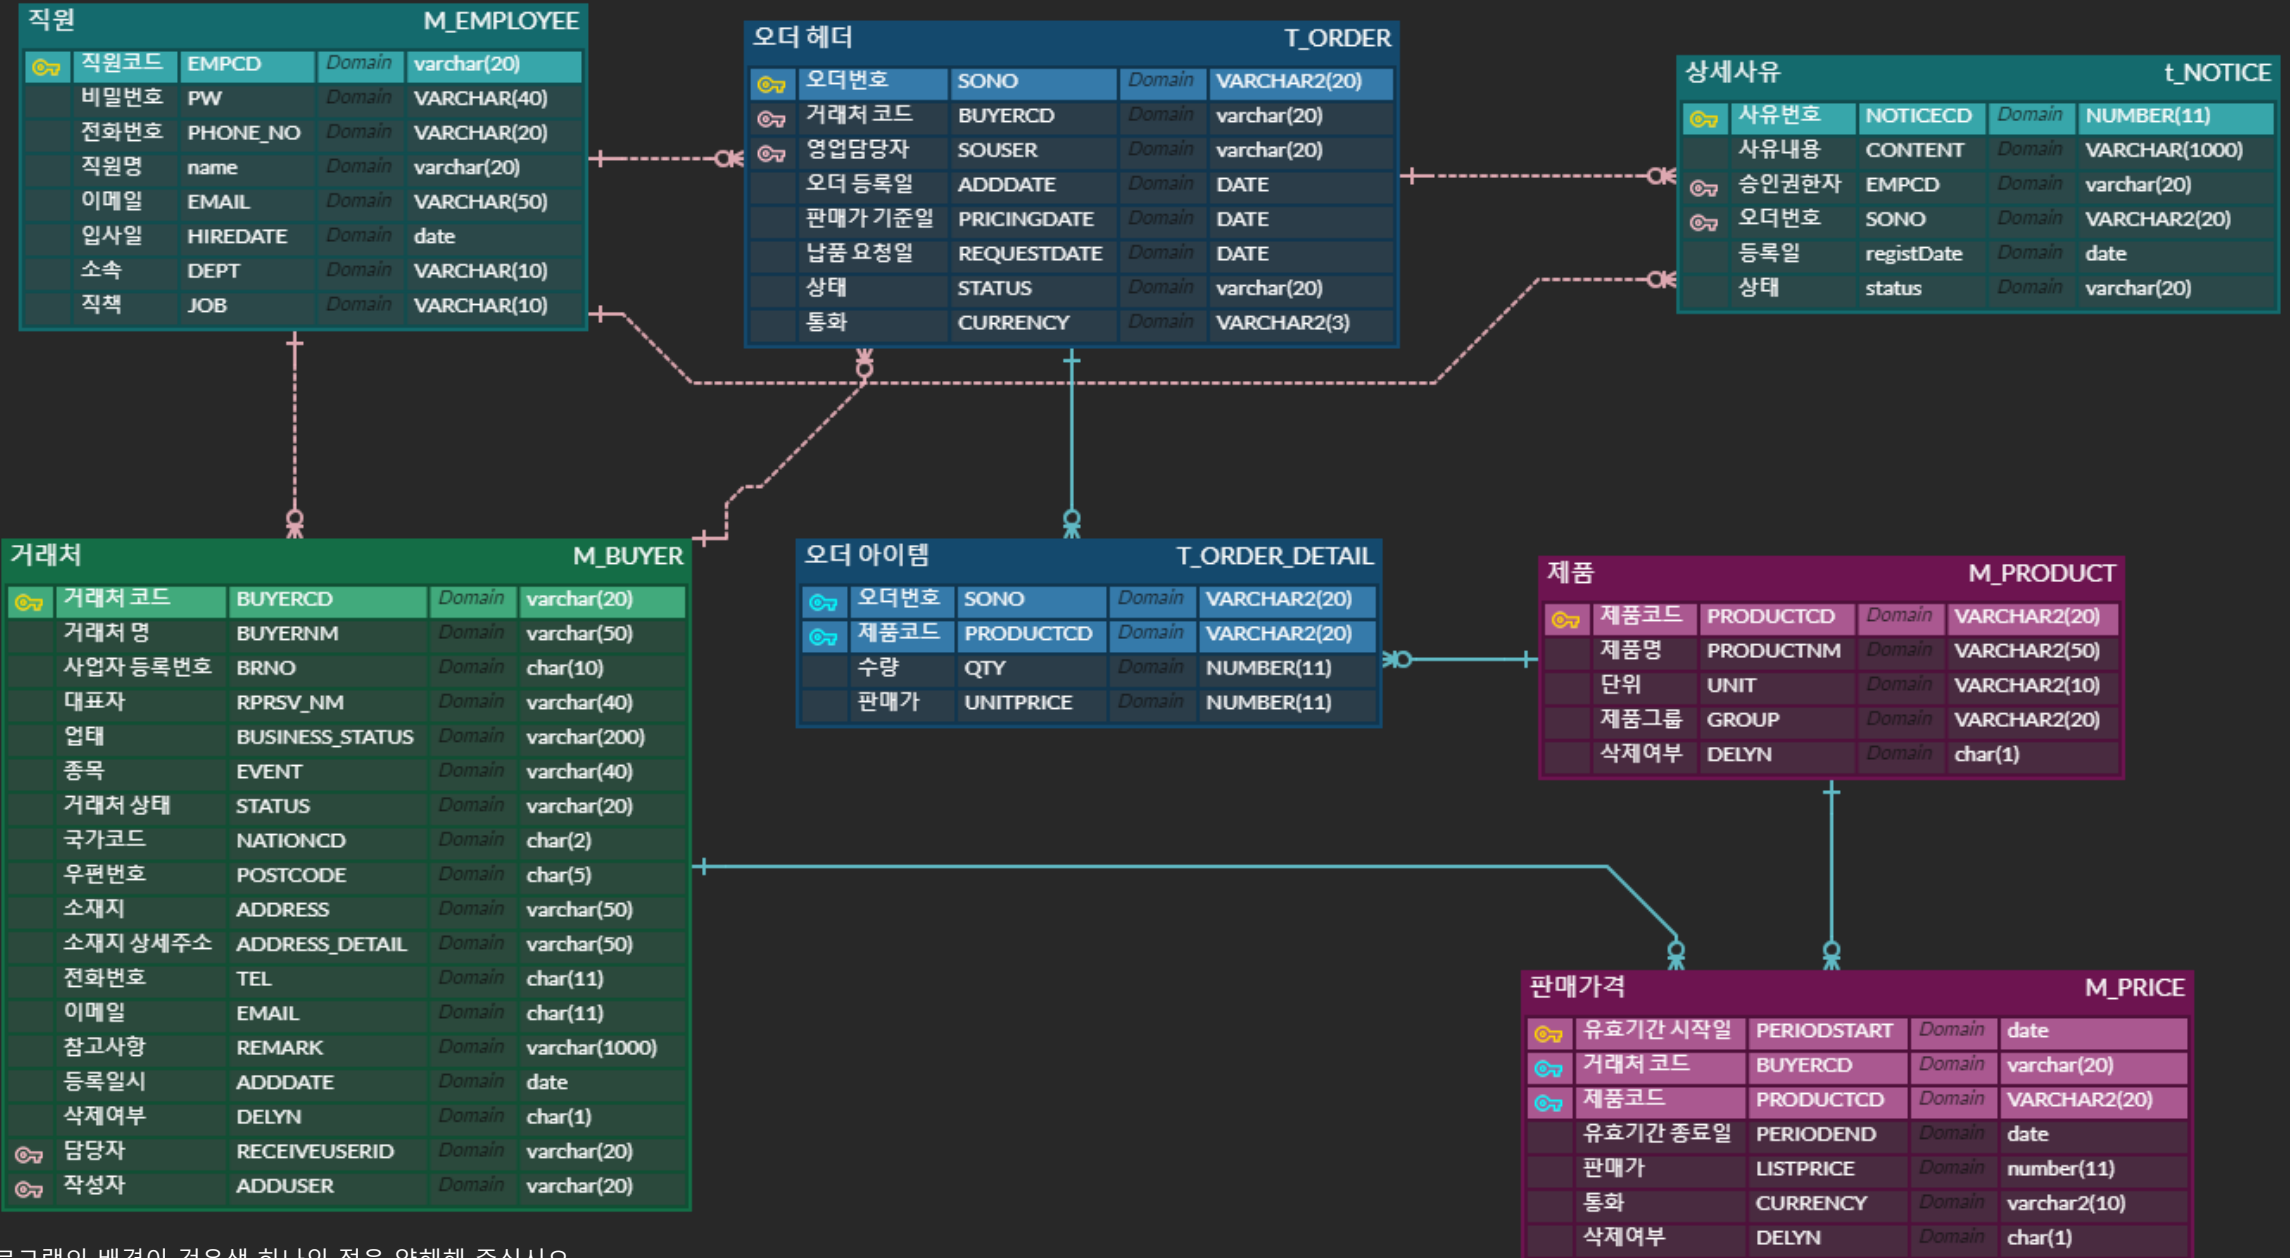 직원 M_EMPLOYEE
직원코드 EMPCD Domain varchar(20)
비밀번호 PW Domain VARCHAR(40)
전화번호 PHONE_NO Domain VARCHAR(20)
직원명 name Domain varchar(20)
이메일 EMAIL Domain VARCHAR(50)
입사일 HIREDATE Domain date
소속 DEPT Domain VARCHAR(10)
직책 JOB Domain VARCHAR(10)
오더 헤더 T_ORDER
오더번호 SONO Domain VARCHAR2(20)
거래처 코드 BUYERCD Domain varchar(20)
영업담당자 SOUSER Domain varchar(20)
오더 등록일 ADDDATE Domain DATE
판매가 기준일 PRICINGDATE Domain DATE
납품 요청일 REQUESTDATE Domain DATE
상태 STATUS Domain varchar(20)
통화 CURRENCY Domain VARCHAR2(3)
상세사유 t_NOTICE
사유번호 NOTICECD Domain NUMBER(11)
사유내용 CONTENT Domain VARCHAR(1000)
승인권한자 EMPCD Domain varchar(20)
오더번호 SONO Domain VARCHAR2(20)
등록일 registDate Domain date
상태 status Domain varchar(20)
거래처 M_BUYER
거래처 코드 BUYERCD Domain varchar(20)
거래처 명 BUYERNM Domain varchar(50)
사업자 등록번호 BRNO Domain char(10)
대표자 RPRSV_NM Domain varchar(40)
업태 BUSINESS_STATUS Domain varchar(200)
종목 EVENT Domain varchar(40)
거래처 상태 STATUS Domain varchar(20)
국가코드 NATIONCD Domain char(2)
우편번호 POSTCODE Domain char(5)
소재지 ADDRESS Domain varchar(50)
소재지 상세주소 ADDRESS_DETAIL Domain varchar(50)
전화번호 TEL Domain char(11)
이메일 EMAIL Domain char(11)
참고사항 REMARK Domain varchar(1000)
등록일시 ADDDATE Domain date
삭제여부 DELYN Domain char(1)
담당자 RECEIVEUSERID Domain varchar(20)
작성자 ADDUSER Domain varchar(20)
오더 아이템 T_ORDER_DETAIL
오더번호 SONO Domain VARCHAR2(20)
제품코드 PRODUCTCD Domain VARCHAR2(20)
수량 QTY Domain NUMBER(11)
판매가 UNITPRICE Domain NUMBER(11)
제품 M_PRODUCT
제품코드 PRODUCTCD Domain VARCHAR2(20)
제품명 PRODUCTNM Domain VARCHAR2(50)
단위 UNIT Domain VARCHAR2(10)
제품그룹 GROUP Domain VARCHAR2(20)
삭제여부 DELYN Domain char(1)
판매가격 M_PRICE
유효기간 시작일 PERIODSTART Domain date
거래처 코드 BUYERCD Domain varchar(20)
제품코드 PRODUCTCD Domain VARCHAR2(20)
유효기간 종료일 PERIODEND Domain date
판매가 LISTPRICE Domain number(11)
통화 CURRENCY Domain varchar2(10)
삭제여부 DELYN Domain char(1)